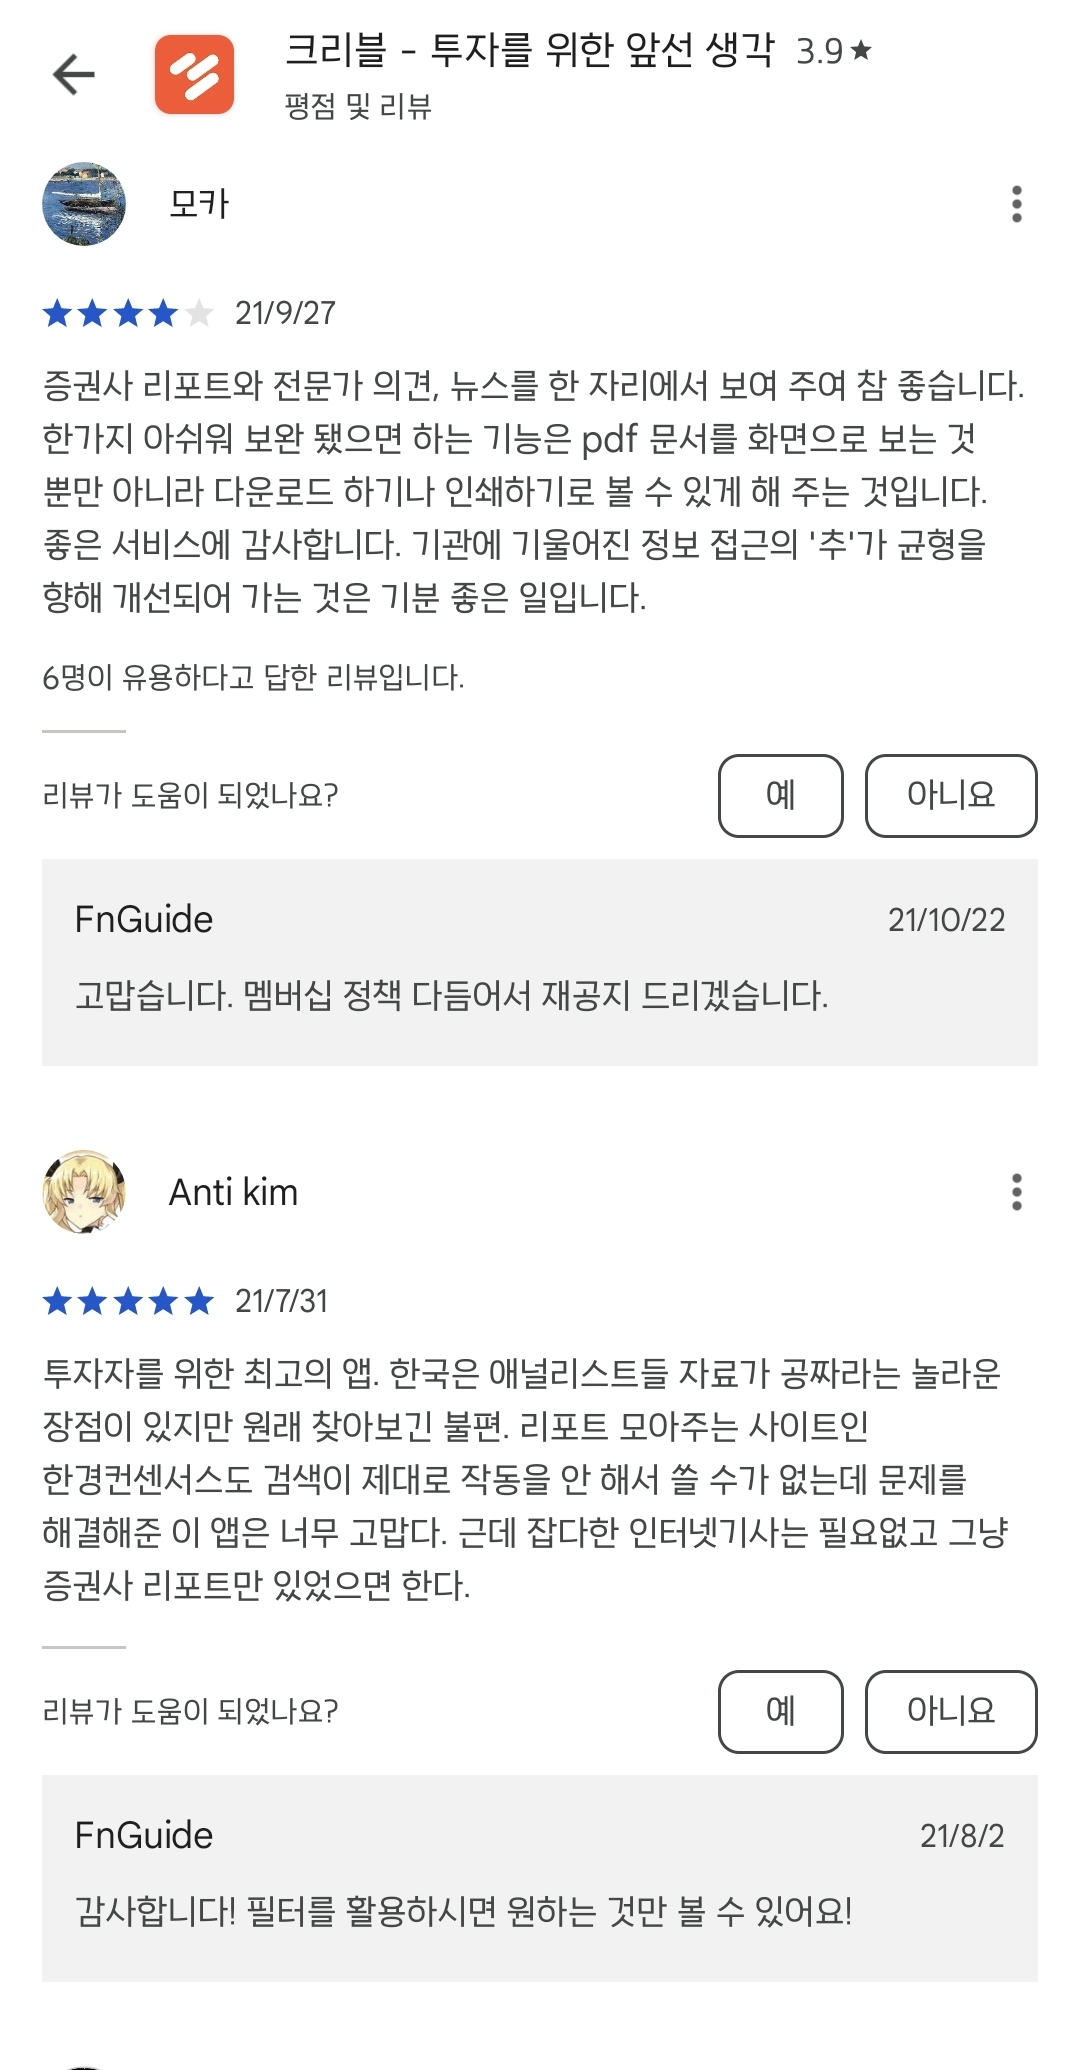 크리블 - 투자를 위한 앞선 생각 3.9★
평점 및 리뷰
모카
21/9/27
증권사 리포트와 전문가 의견, 뉴스를 한 자리에서 보여 주여 참 좋습니다.
한가지 아쉬워 보완 됐으면 하는 기능은 pdf 문서를 화면으로 보는 것
뿐만 아니라 다운로드 하기나 인쇄하기로 볼 수 있게 해 주는 것입니다.
좋은 서비스에 감사합니다. 기관에 기울어진 정보 접근의 '추'가 균형을
향해 개선되어 가는 것은 기분 좋은 일입니다.
6명이 유용하다고 답한 리뷰입니다.
리뷰가 도움이 되었나요? 예 아니요
FnGuide 21/10/22
고맙습니다. 멤버십 정책 다듬어서 재공지 드리겠습니다.
Anti kim
21/7/31
투자자를 위한 최고의 앱. 한국은 애널리스트들 자료가 공짜라는 놀라운
장점이 있지만 원래 찾아보긴 불편. 리포트 모아주는 사이트인
한경컨센서스도 검색이 제대로 작동을 안 해서 쓸 수가 없는데 문제를
해결해준 이 앱은 너무 고맙다. 근데 잡다한 인터넷기사는 필요없고 그냥
증권사 리포트만 있었으면 한다.
리뷰가 도움이 되었나요? 예 아니요
FnGuide 21/8/2
감사합니다! 필터를 활용하시면 원하는 것만 볼 수 있어요!